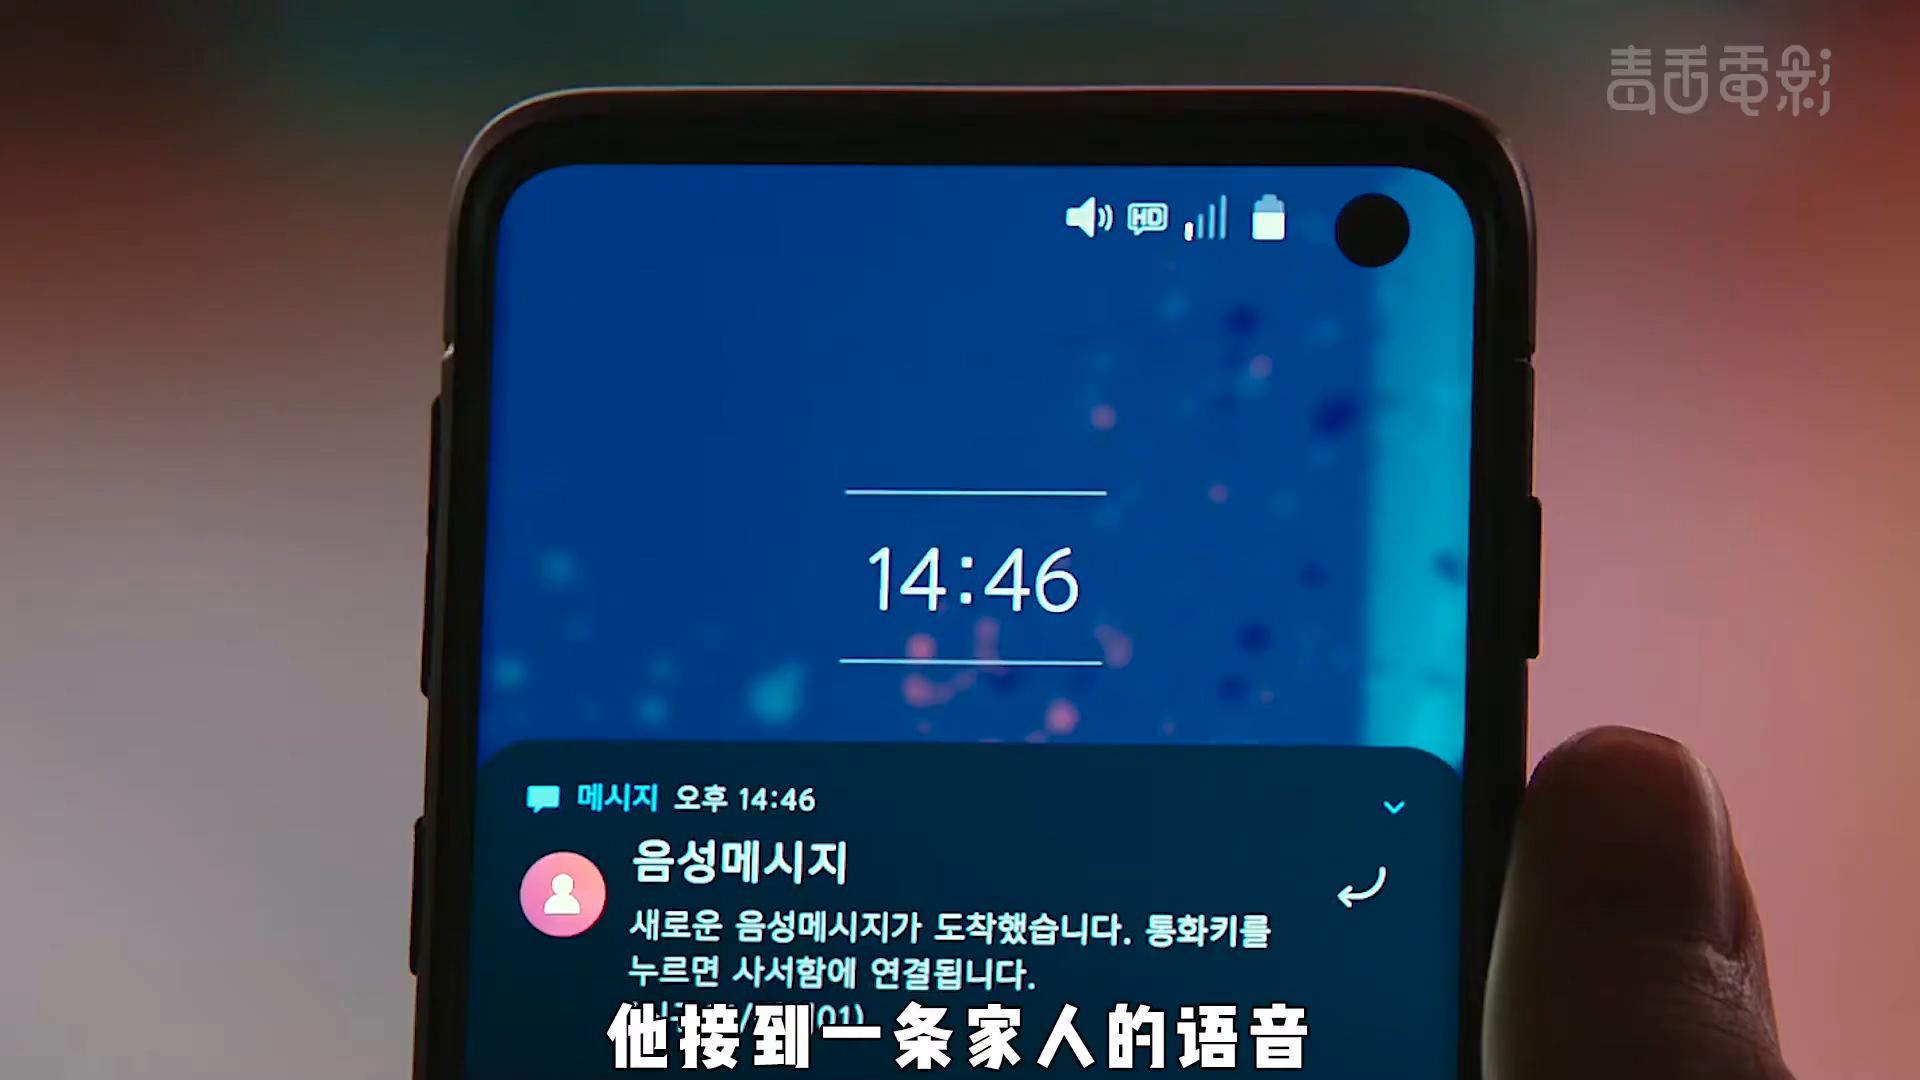 毒舌電影
HD
14:46
메시지 오후 14:46
음성메시지
새로운 음성메시지가 도착했습니다. 통화키를
누르면 사서함에 연결됩니다.
01)
他接到一条家人的语音